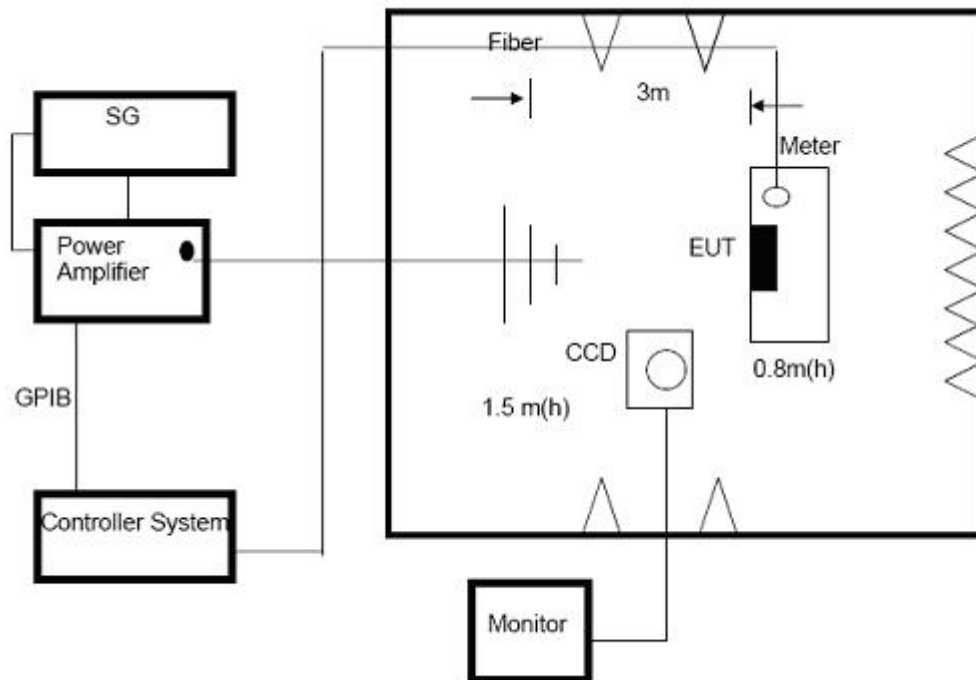 Fiber
3m
SG
Meter
Power
Amplifier
EUT
CCD
0.8m(h)
GPIB
1.5 m(h)
Controller System
Monitor